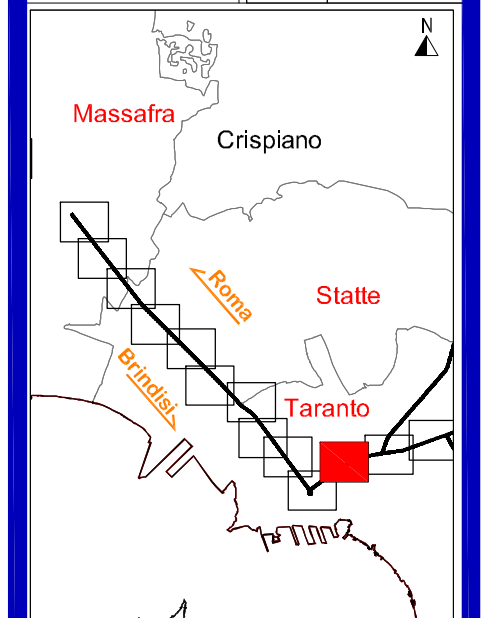 N
Massafra
Crispiano
Roma
Statte
Brindisi
Taranto